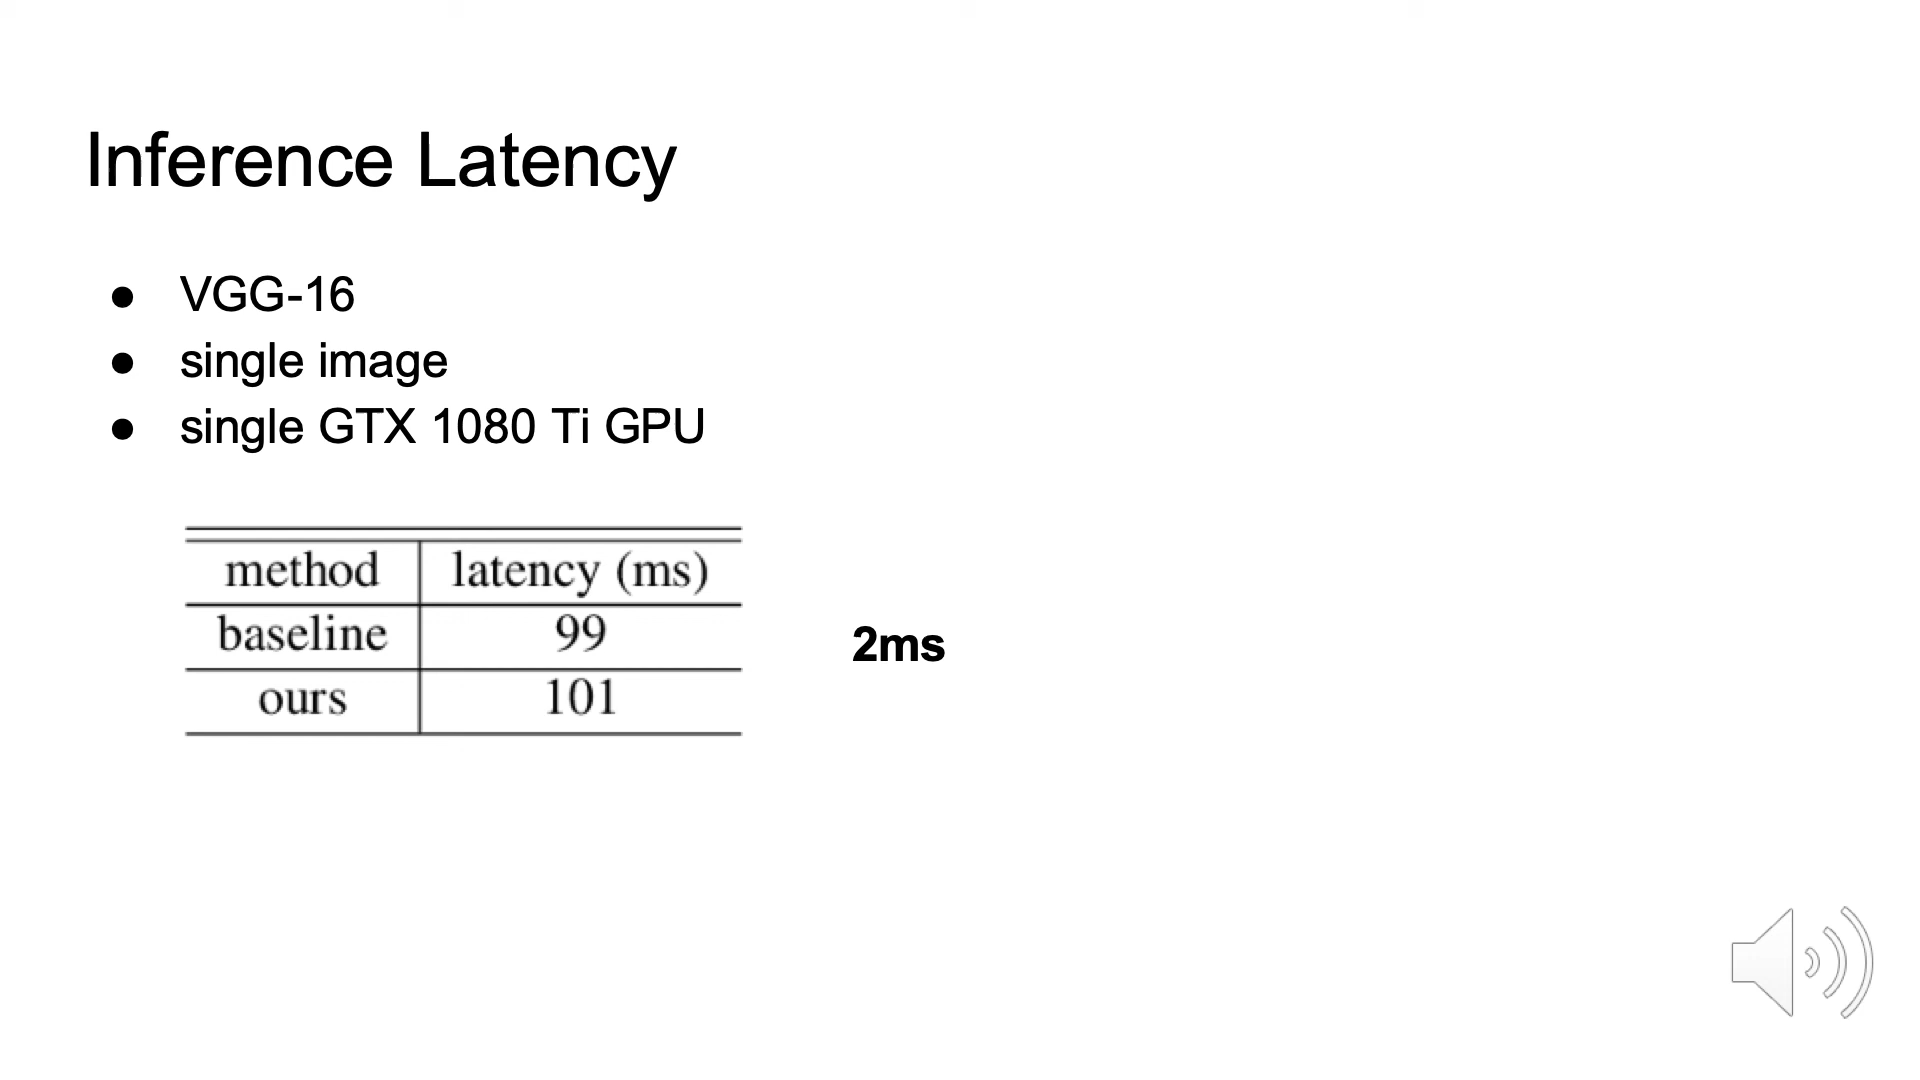 Inference Latency
● VGG-16
● single image
● single GTX 1080 Ti GPU
method latency (ms)
baseline 99
ours 101
2ms